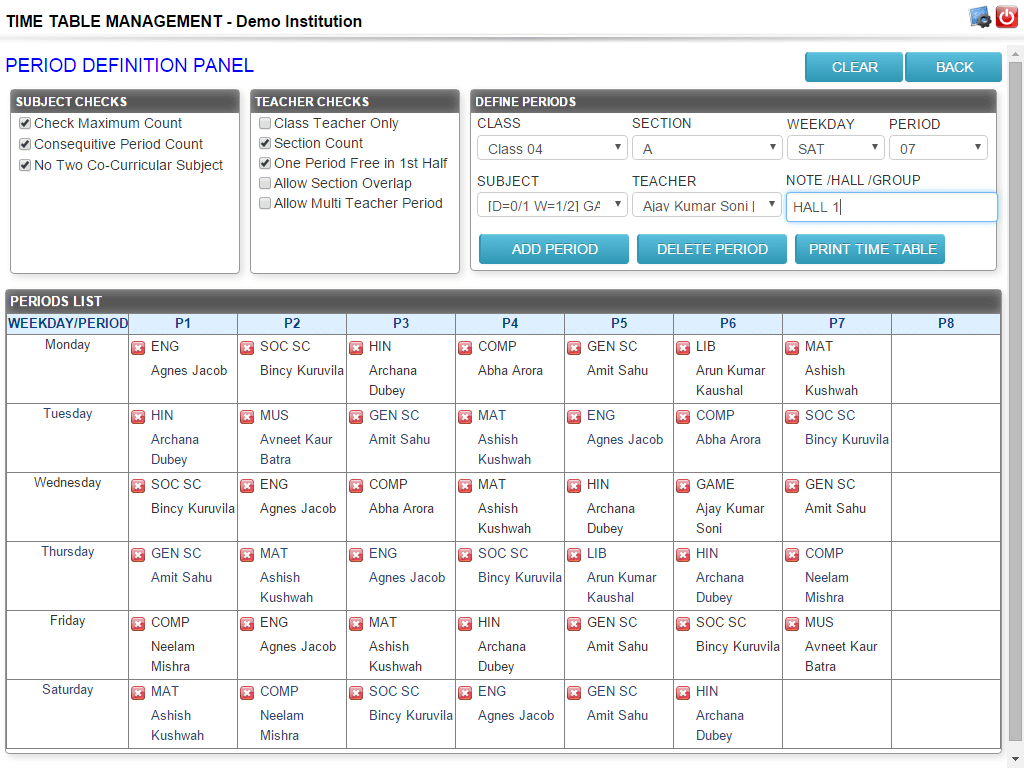 TIME TABLE MANAGEMENT - Demo Institution
PERIOD DEFINITION PANEL
CLEAR BACK
SUBJECT CHECKS
Check Maximum Count
Consequitive Period Count
No Two Co-Curricular Subject
TEACHER CHECKS
Class Teacher Only
Section Count
One Period Free in 1st Half
Allow Section Overlap
Allow Multi Teacher Period
DEFINE PERIODS
CLASS SECTION WEEKDAY PERIOD
Class 04 A SAT 07
SUBJECT TEACHER NOTE /HALL /GROUP
[D=0/1 W=1/2] GA Ajay Kumar Soni | HALL 1
ADD PERIOD DELETE PERIOD PRINT TIME TABLE
PERIODS LIST
WEEKDAY/PERIOD P1 P2 P3 P4 P5 P6 P7 P8
Monday ENG SOC SC HIN COMP GEN SC LIB MAT
Agnes Jacob Bincy Kuruvila Archana Abha Arora Amit Sahu Arun Kumar Ashish
Dubey Kaushal Kushwah
Tuesday HIN MUS GEN SC MAT ENG COMP SOC SC
Archana Avneet Kaur Amit Sahu Ashish Agnes Jacob Abha Arora Bincy Kuruvila
Dubey Batra Kushwah
Wednesday SOC SC ENG COMP MAT HIN GAME GEN SC
Bincy Kuruvila Agnes Jacob Abha Arora Ashish Archana Ajay Kumar Amit Sahu
Kushwah Dubey Soni
Thursday GEN SC MAT ENG SOC SC LIB HIN COMP
Amit Sahu Ashish Agnes Jacob Bincy Kuruvila Arun Kumar Archana Neelam
Kushwah Kaushal Dubey Mishra
Friday COMP ENG MAT HIN GEN SC SOC SC MUS
Neelam Agnes Jacob Ashish Archana Amit Sahu Bincy Kuruvila Avneet Kaur
Mishra Kushwah Dubey Batra
Saturday MAT COMP SOC SC ENG GEN SC HIN
Ashish Neelam Bincy Kuruvila Agnes Jacob Amit Sahu Archana
Kushwah Mishra Dubey